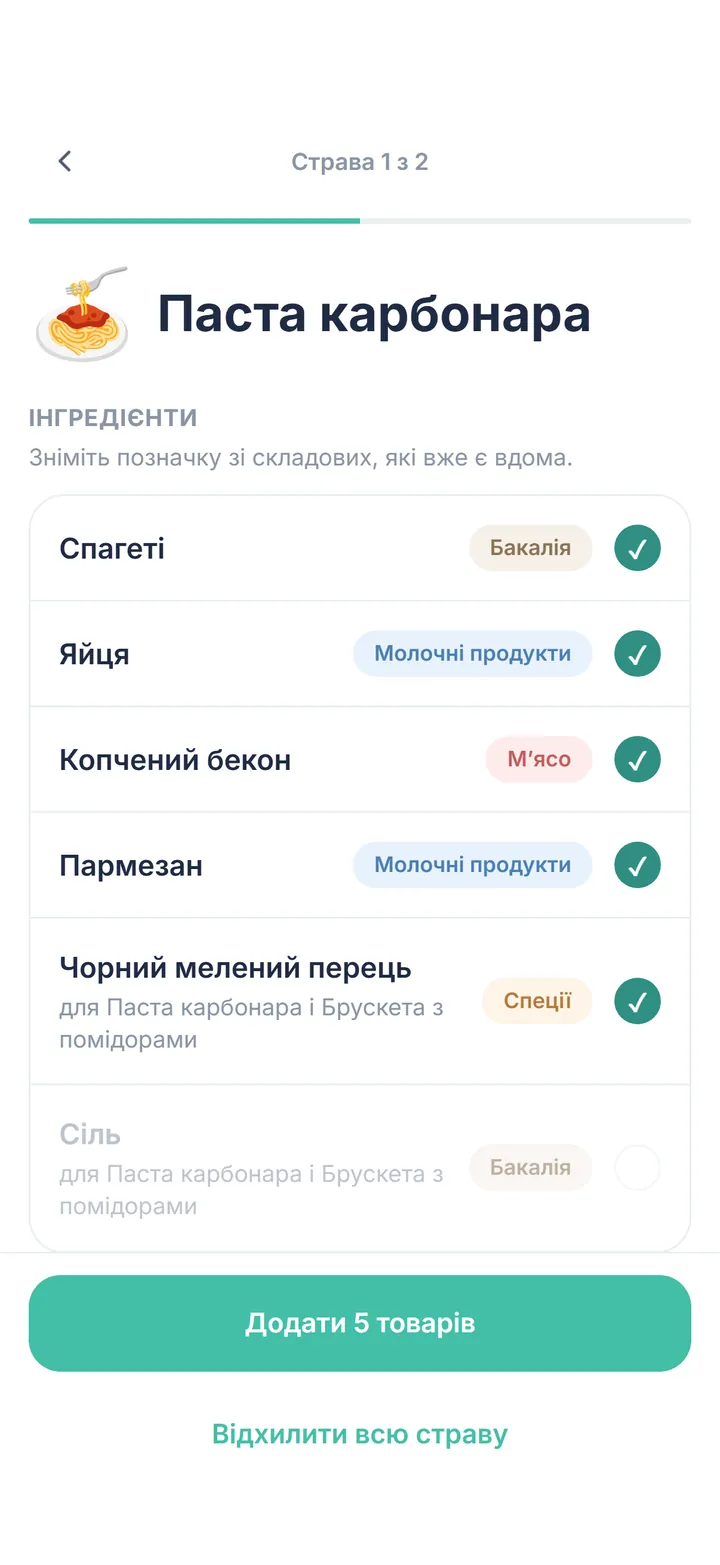 Страва 1 з 2
Паста карбонара
ІНГРЕДІЄНТИ
Зніміть позначку зі складових, які вже є вдома.
Спагеті
Бакалія
Яйця
Молочні продукти
Копчений бекон
М’ясо
Пармезан
Молочні продукти
Чорний мелений перець
для Паста карбонара і Брускета з
помідорами
Спеції
Сіль
для Паста карбонара і Брускета з
помідорами
Бакалія
Додати 5 товарів
Відхилити всю страву